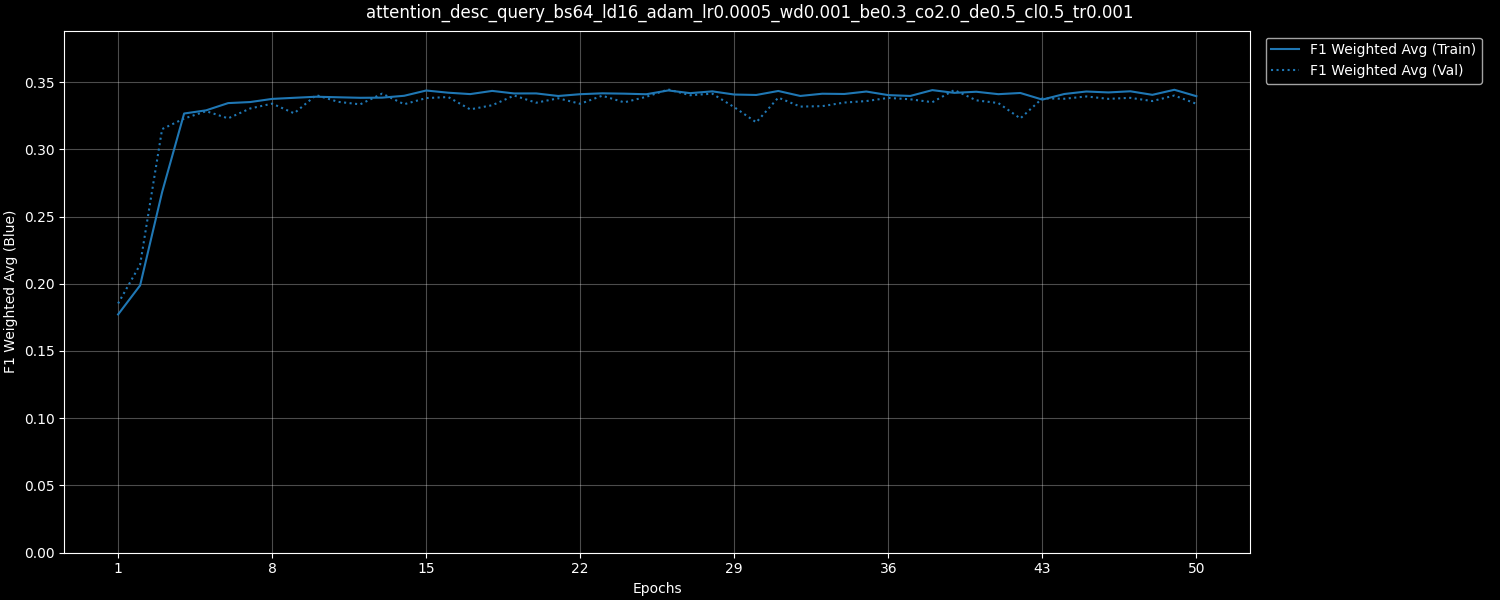 attention_desc_query_bs64_ld16_adam_lr0.0005_wd0.001_be0.3_co2.0_de0.5_cl0.5_tr0.001
F1 Weighted Avg (Train)
F1 Weighted Avg (Val)
F1 Weighted Avg (Blue)
0.35
0.30
0.25
0.20
0.15
0.10
0.05
0.00
1 8 15 22 29 36 43 50
Epochs